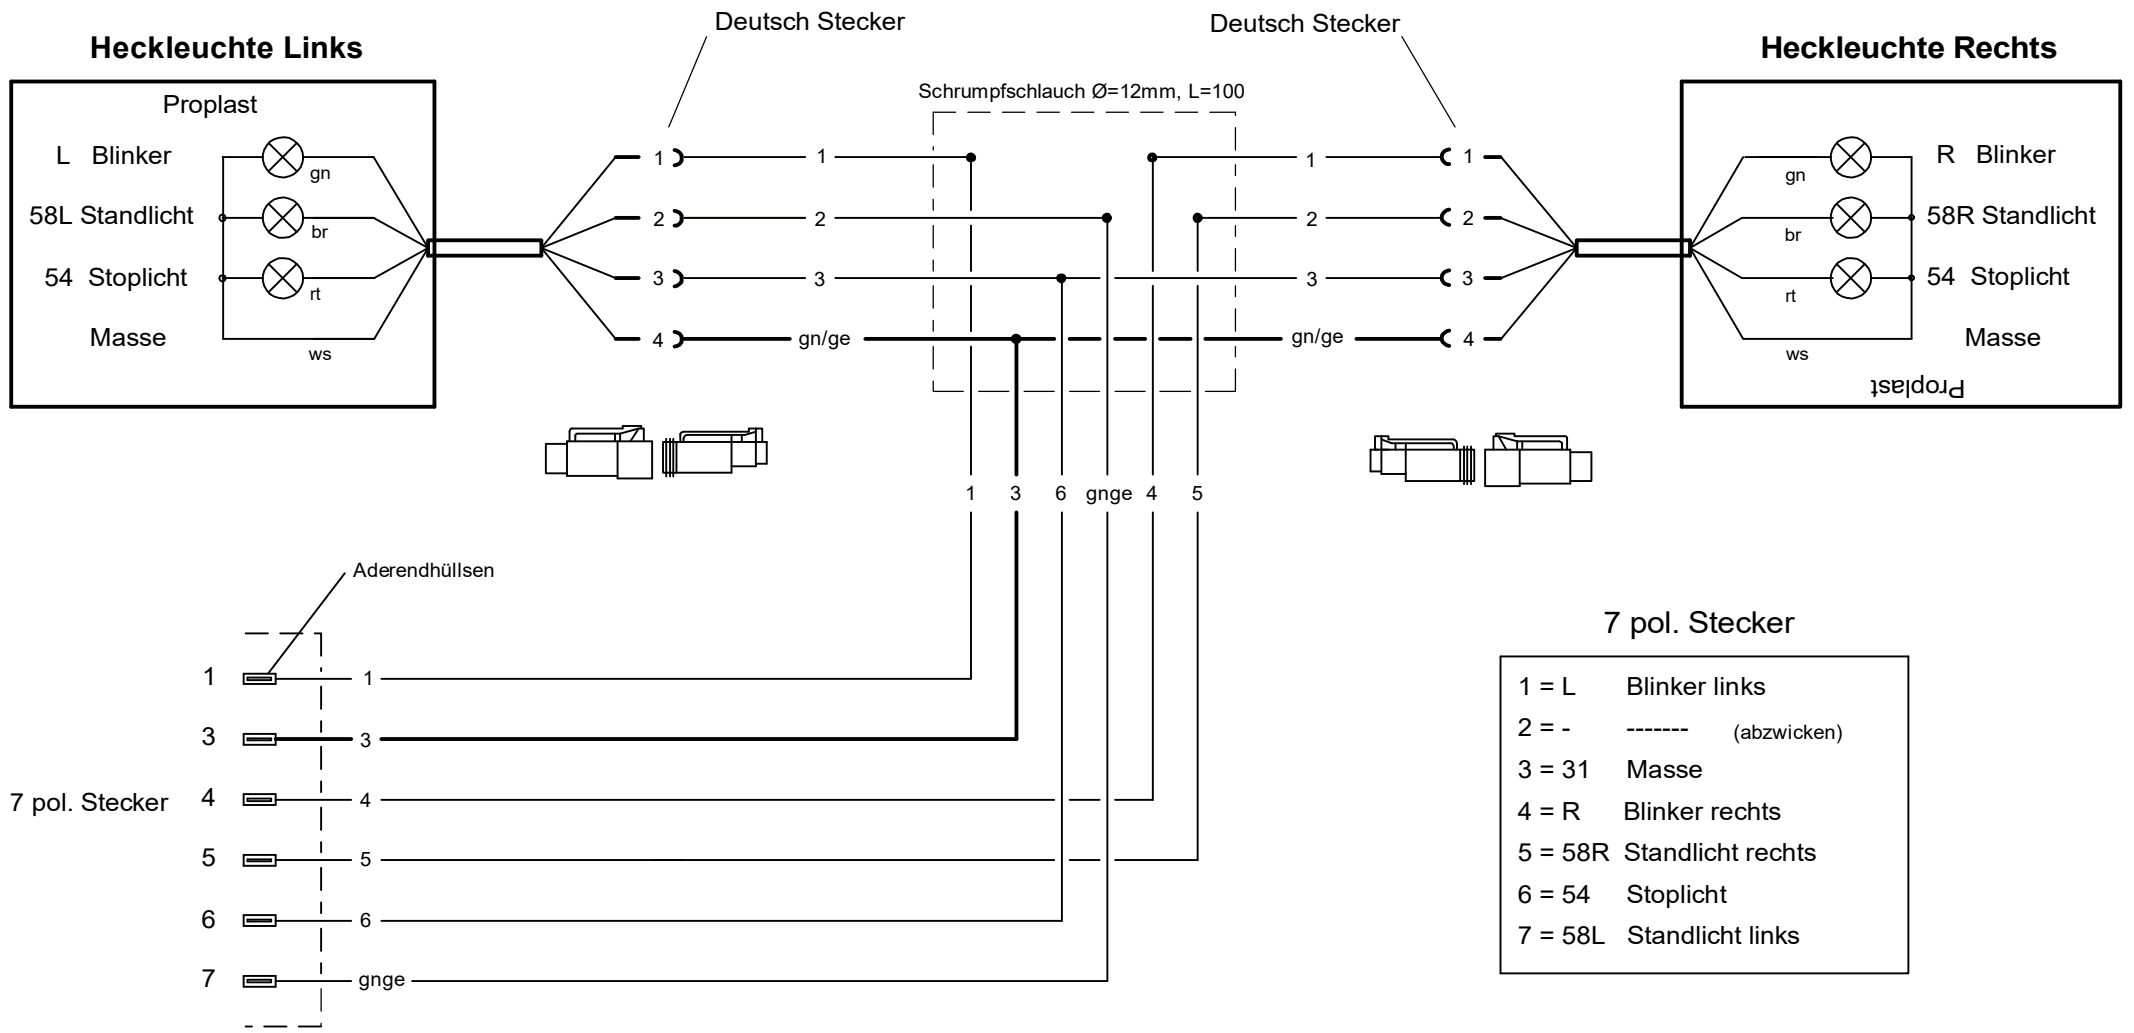 Deutsch Stecker
Deutsch Stecker
Heckleuchte Links
Heckleuchte Rechts
Schrumpfschlauch Ø=12mm, L=100
Proplast
L Blinker
gn
1
1
1
1
gn
R Blinker
58L Standlicht
br
2
2
2
2
br
58R Standlicht
54 Stoplicht
rt
3
3
3
3
rt
54 Stoplicht
Masse
ws
4
gn/ge
gn/ge
4
ws
Masse
Proplast
1 3 6 gnge 4 5
Aderendhüllsen
7 pol. Stecker
1
1
3
3
7 pol. Stecker
4
4
5
5
6
6
7
gnge
7 pol. Stecker
1 = L Blinker links
2 = - ------- (abzwicken)
3 = 31 Masse
4 = R Blinker rechts
5 = 58R Standlicht rechts
6 = 54 Stoplicht
7 = 58L Standlicht links